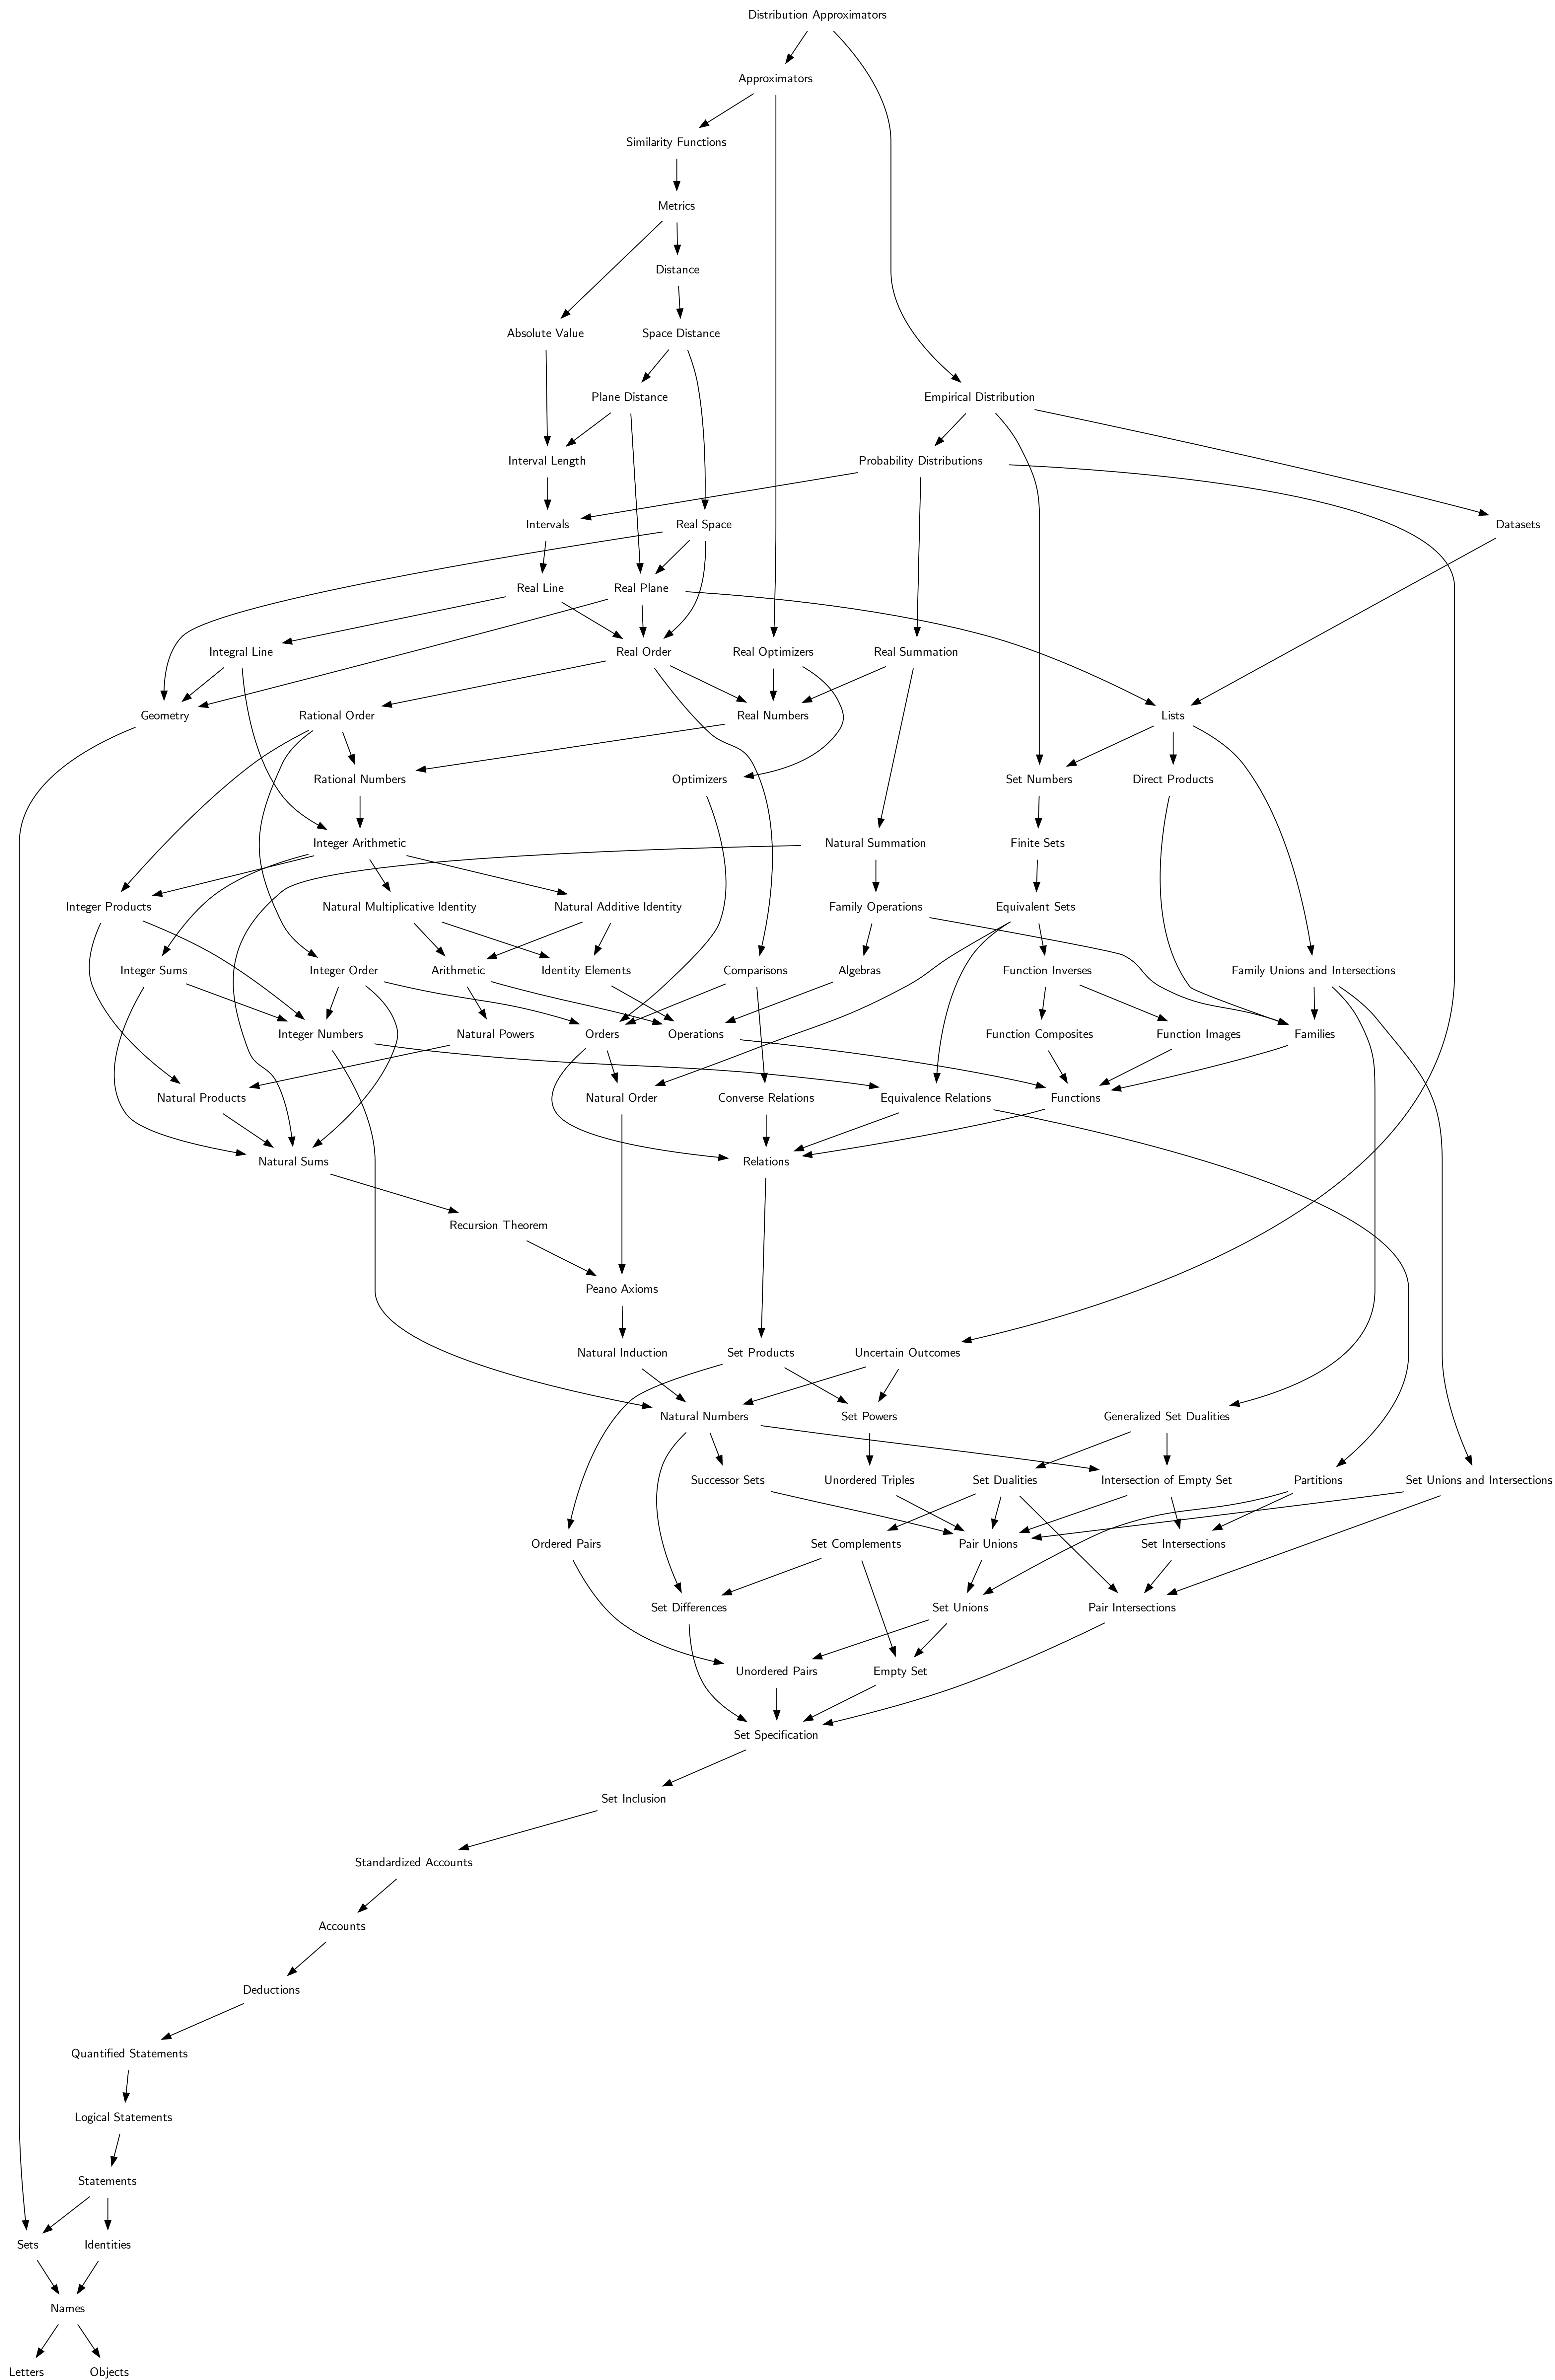 Distribution Approximators
Approximators
Similarity Functions
Metrics
Distance
Absolute Value
Space Distance
Plane Distance
Empirical Distribution
Interval Length
Probability Distributions
Intervals
Real Space
Datasets
Real Line
Real Plane
Integral Line
Real Order
Real Optimizers
Real Summation
Geometry
Rational Order
Real Numbers
Lists
Rational Numbers
Optimizers
Set Numbers
Direct Products
Integer Arithmetic
Natural Summation
Finite Sets
Integer Products
Natural Multiplicative Identity
Natural Additive Identity
Family Operations
Equivalent Sets
Integer Sums
Integer Order
Arithmetic
Identity Elements
Comparisons
Algebras
Function Inverses
Family Unions and Intersections
Integer Numbers
Natural Powers
Orders
Operations
Function Composites
Function Images
Families
Natural Products
Natural Order
Converse Relations
Equivalence Relations
Functions
Natural Sums
Relations
Recursion Theorem
Peano Axioms
Natural Induction
Set Products
Uncertain Outcomes
Natural Numbers
Set Powers
Generalized Set Dualities
Successor Sets
Unordered Triples
Set Dualities
Intersection of Empty Set
Partitions
Set Unions and Intersections
Ordered Pairs
Set Complements
Pair Unions
Set Intersections
Set Differences
Set Unions
Pair Intersections
Unordered Pairs
Empty Set
Set Specification
Set Inclusion
Standardized Accounts
Accounts
Deductions
Quantified Statements
Logical Statements
Statements
Sets
Identities
Names
Letters
Objects